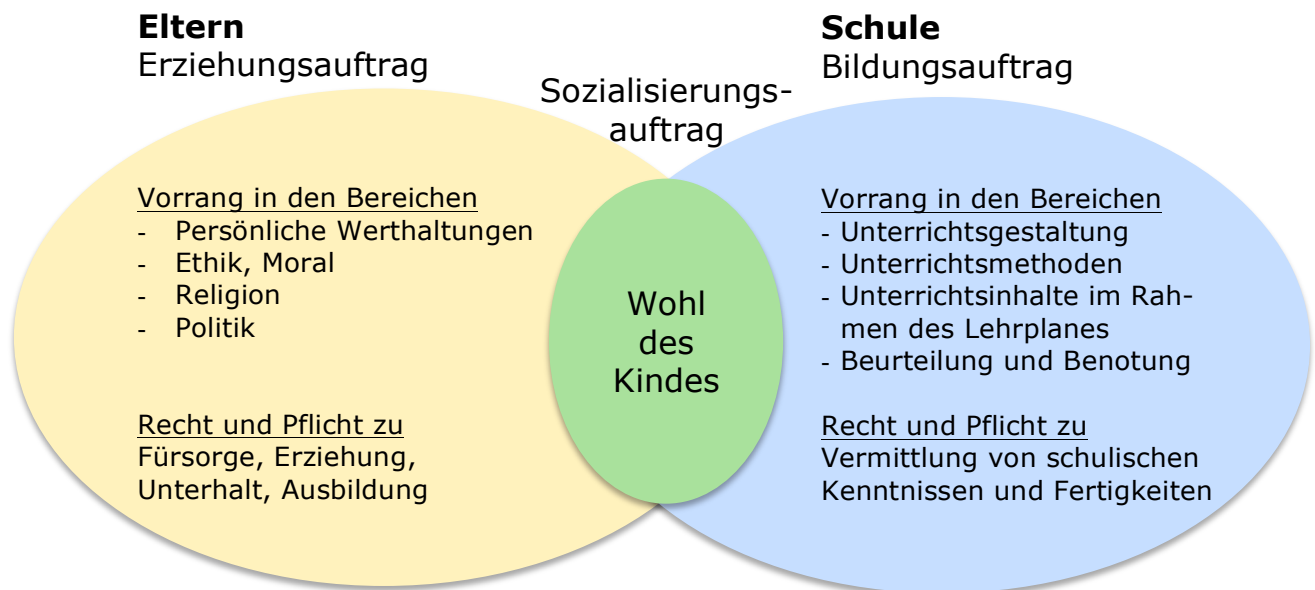 Eltern
Erziehungsauftrag
Sozialisierungs-
auftrag
Schule
Bildungsauftrag
Vorrang in den Bereichen
- Persönliche Werthaltungen
- Ethik, Moral
- Religion
- Politik
Recht und Pflicht zu
Fürsorge, Erziehung,
Unterhalt, Ausbildung
Wohl
des
Kindes
Vorrang in den Bereichen
- Unterrichtsgestaltung
- Unterrichtsmethoden
- Unterrichtsinhalte im Rah-
men des Lehrplanes
- Beurteilung und Benotung
Recht und Pflicht zu
Vermittlung von schulischen
Kenntnissen und Fertigkeiten